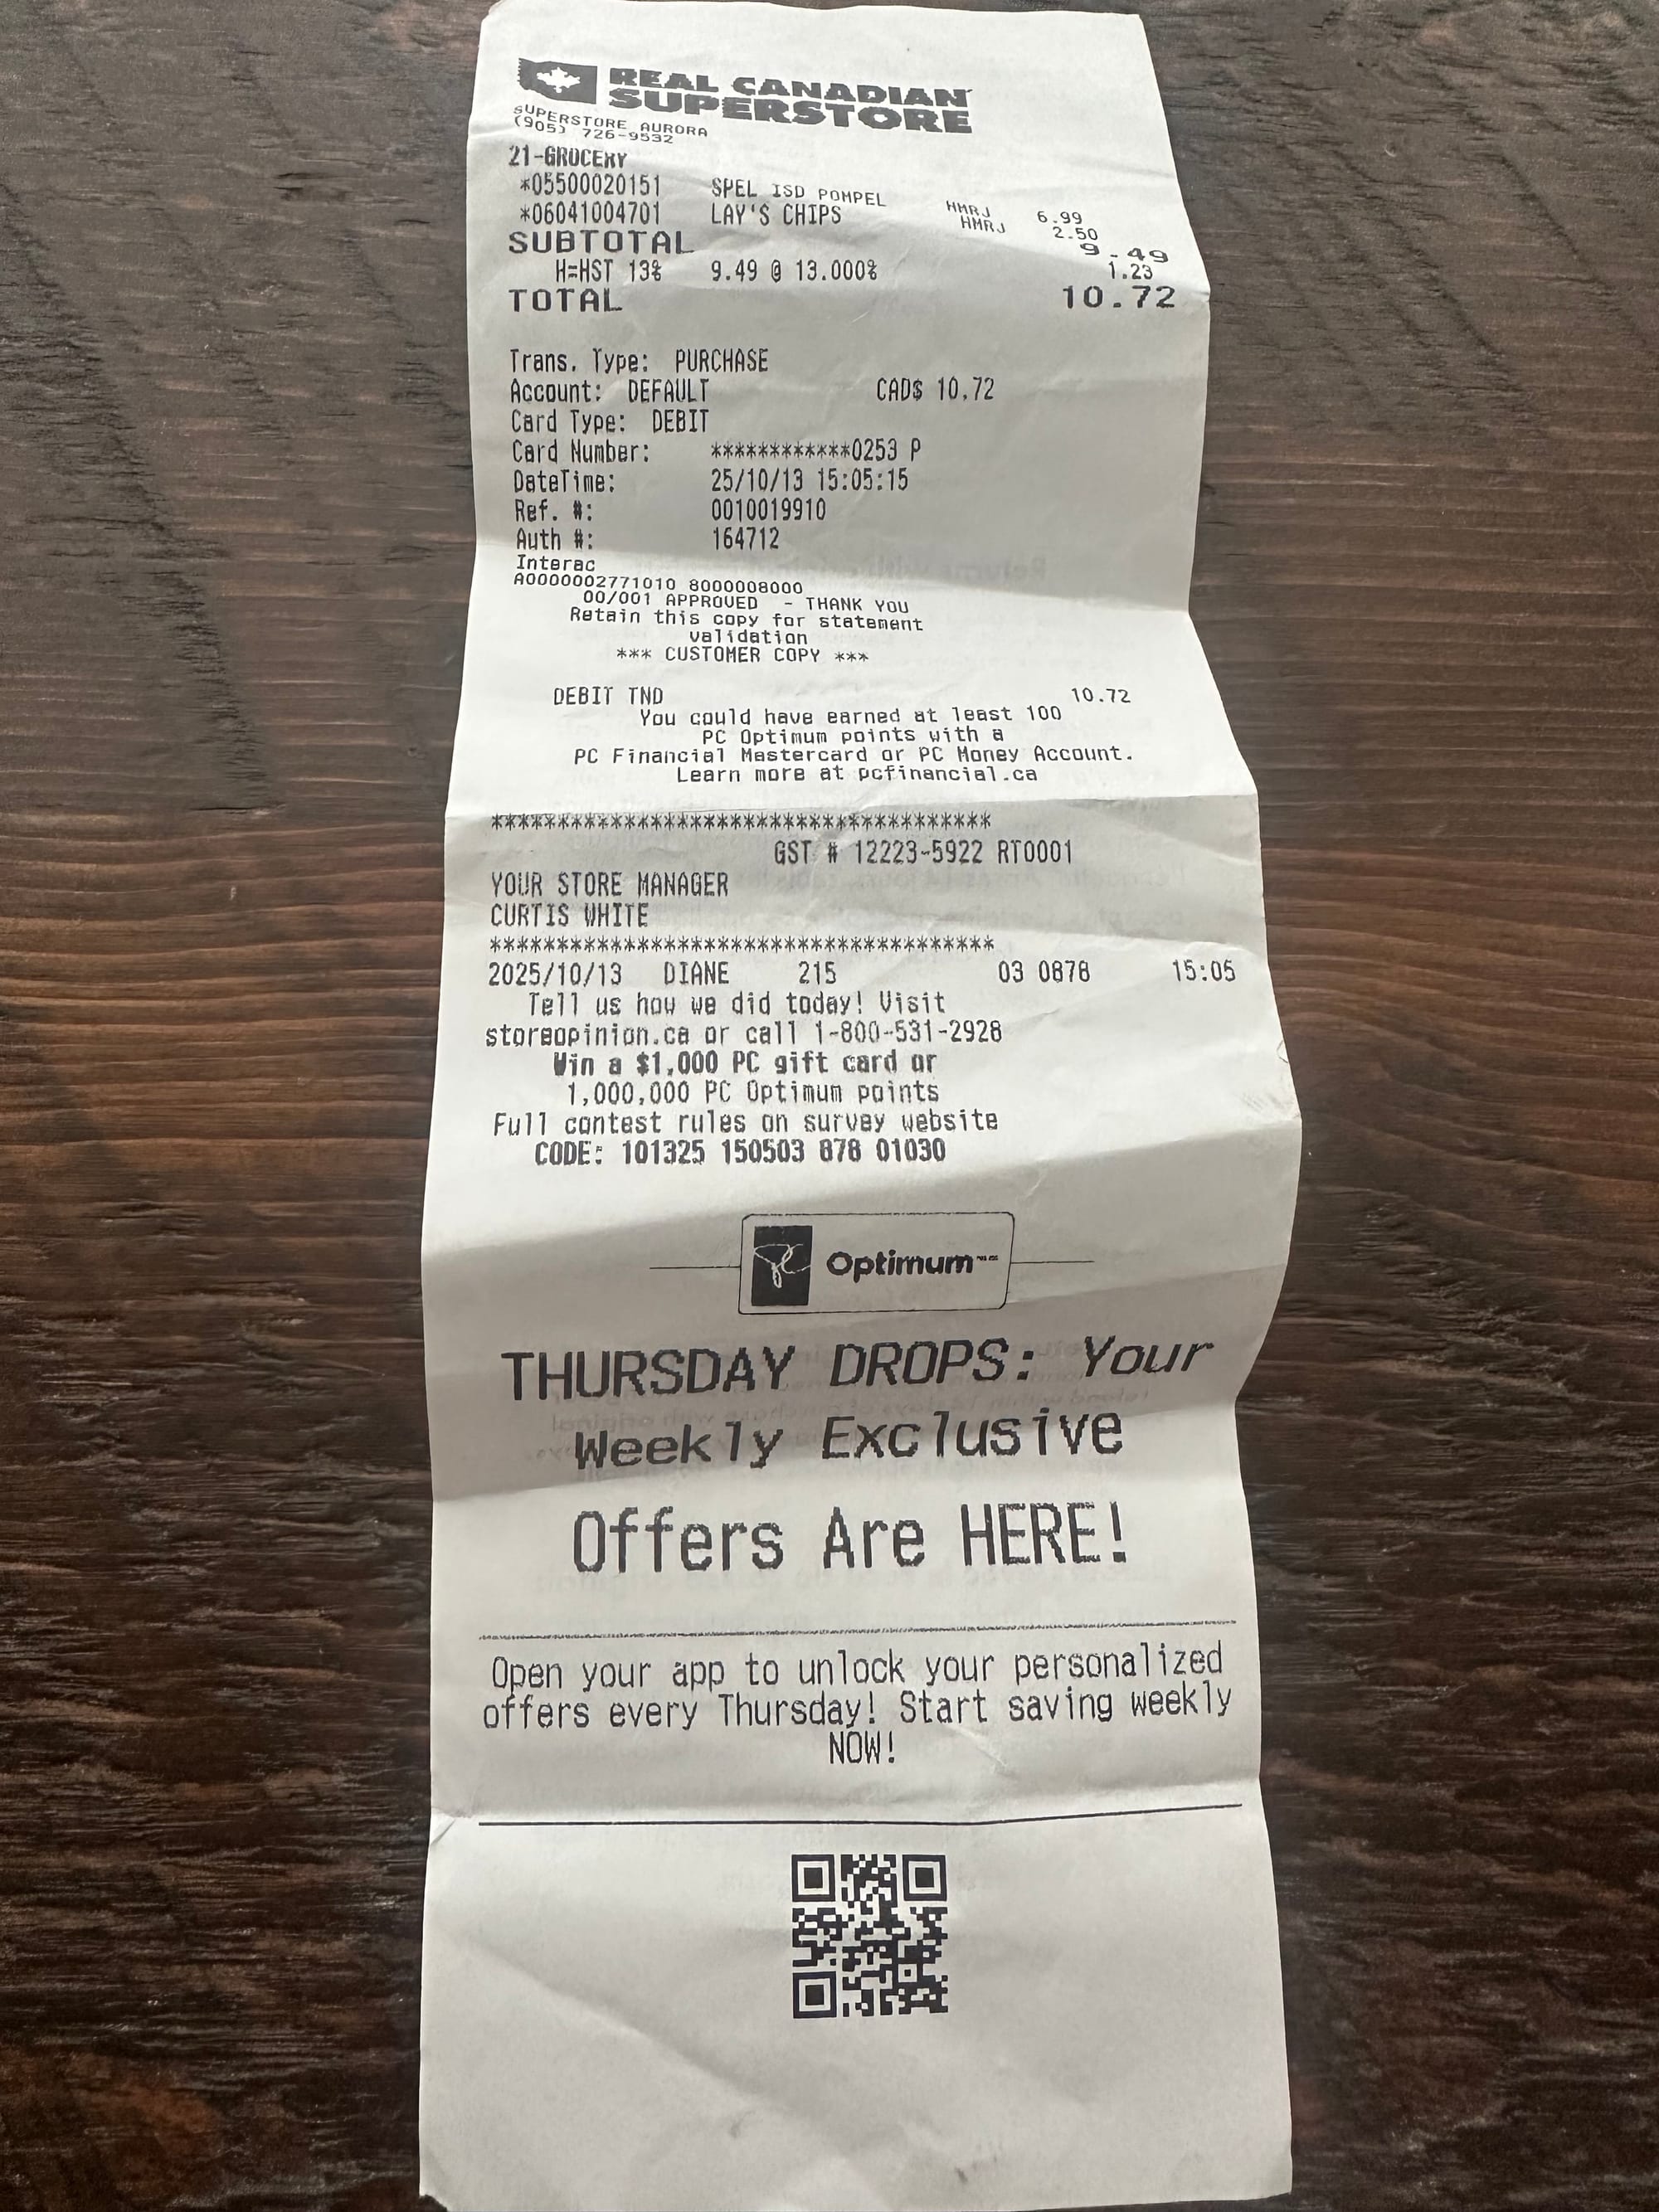 REAL CANADIAN
SUPERSTORE
SUPERSTORE AURORA
(905) 726-9532
21-GROCERY
*05500020151 SPEL ISD POMPEL HMRJ 6.99
*06041004701 LAY'S CHIPS HMRJ 2.50
SUBTOTAL 9.49
H=HST 13% 9.49 @ 13.000% 1.23
TOTAL 10.72
Trans. Type: PURCHASE
Account: DEFAULT CAD$ 10.72
Card Type: DEBIT
Card Number: ************0253 P
DateTime: 25/10/13 15:05:15
Ref. #: 0010019910
Auth #: 164712
Interac
A0000002771010 8000008000
00/001 APPROVED - THANK YOU
Retain this copy for statement
validation
*** CUSTOMER COPY ***
DEBIT TND 10.72
You could have earned at least 100
PC Optimum points with a
PC Financial Mastercard or PC Money Account.
Learn more at pcfinancial.ca
**************************************
GST # 12223-5922 RT0001
YOUR STORE MANAGER
CURTIS WHITE
**************************************
2025/10/13 DIANE 215 03 0878 15:05
Tell us how we did today! Visit
storeopinion.ca or call 1-800-531-2928
Win a $1,000 PC gift card or
1,000,000 PC Optimum points
Full contest rules on survey website
CODE: 101325 150503 878 01030
PC Optimum
THURSDAY DROPS: Your
Weekly Exclusive
Offers Are HERE!
Open your app to unlock your personalized
offers every Thursday! Start saving weekly
NOW!